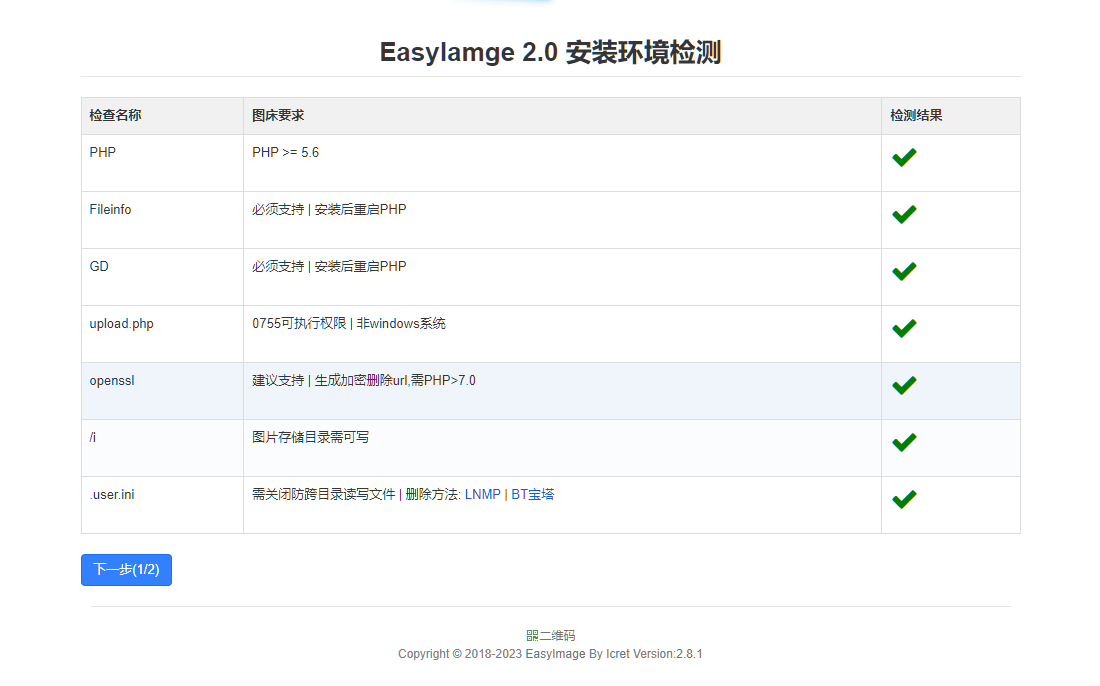 EasyIamge 2.0 安装环境检测
检查名称 图床要求 检测结果
PHP PHP >= 5.6
Fileinfo 必须支持 | 安装后重启PHP
GD 必须支持 | 安装后重启PHP
upload.php 0755可执行权限 | 非windows系统
openssl 建议支持 | 生成加密删除url,需PHP>7.0
/i 图片存储目录需可写
.user.ini 需关闭防跨目录读写文件 | 删除方法: LNMP | BT宝塔
下一步(1/2)
二维码
Copyright © 2018-2023 EasyImage By Icret Version:2.8.1